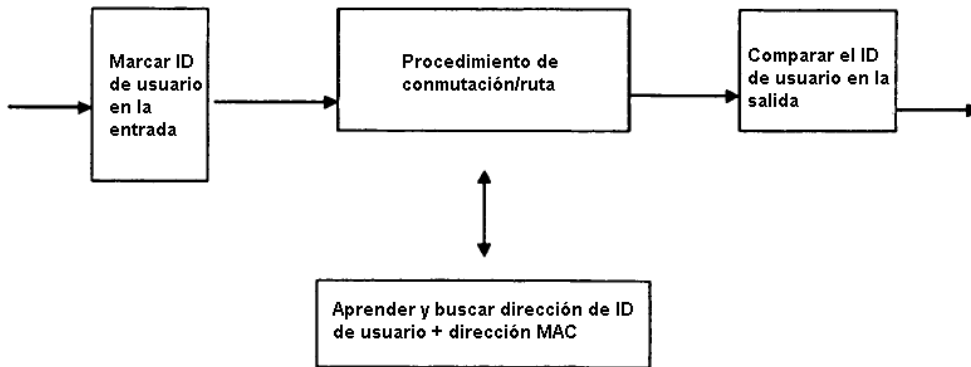 Marcar ID
de usuario
en la
entrada
Procedimiento de
conmutación/ruta
Comparar el ID
de usuario en la
salida
Aprender y buscar dirección de ID
de usuario + dirección MAC